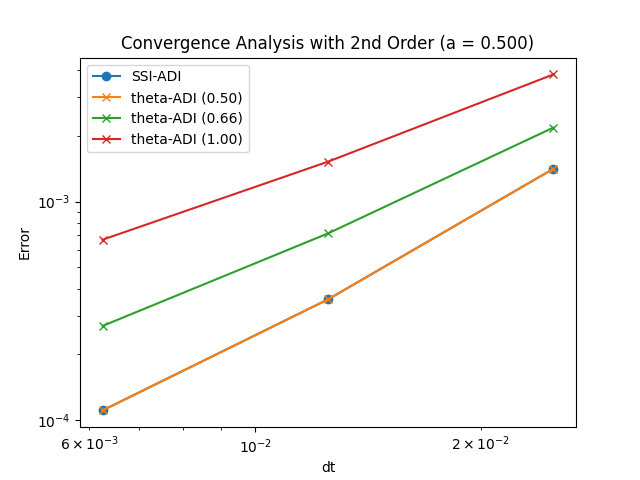 Convergence Analysis with 2nd Order (a = 0.500)
SSI-ADI
theta-ADI (0.50)
theta-ADI (0.66)
theta-ADI (1.00)
10⁻³
10⁻⁴
Error
6 × 10⁻³
10⁻²
2 × 10⁻²
dt